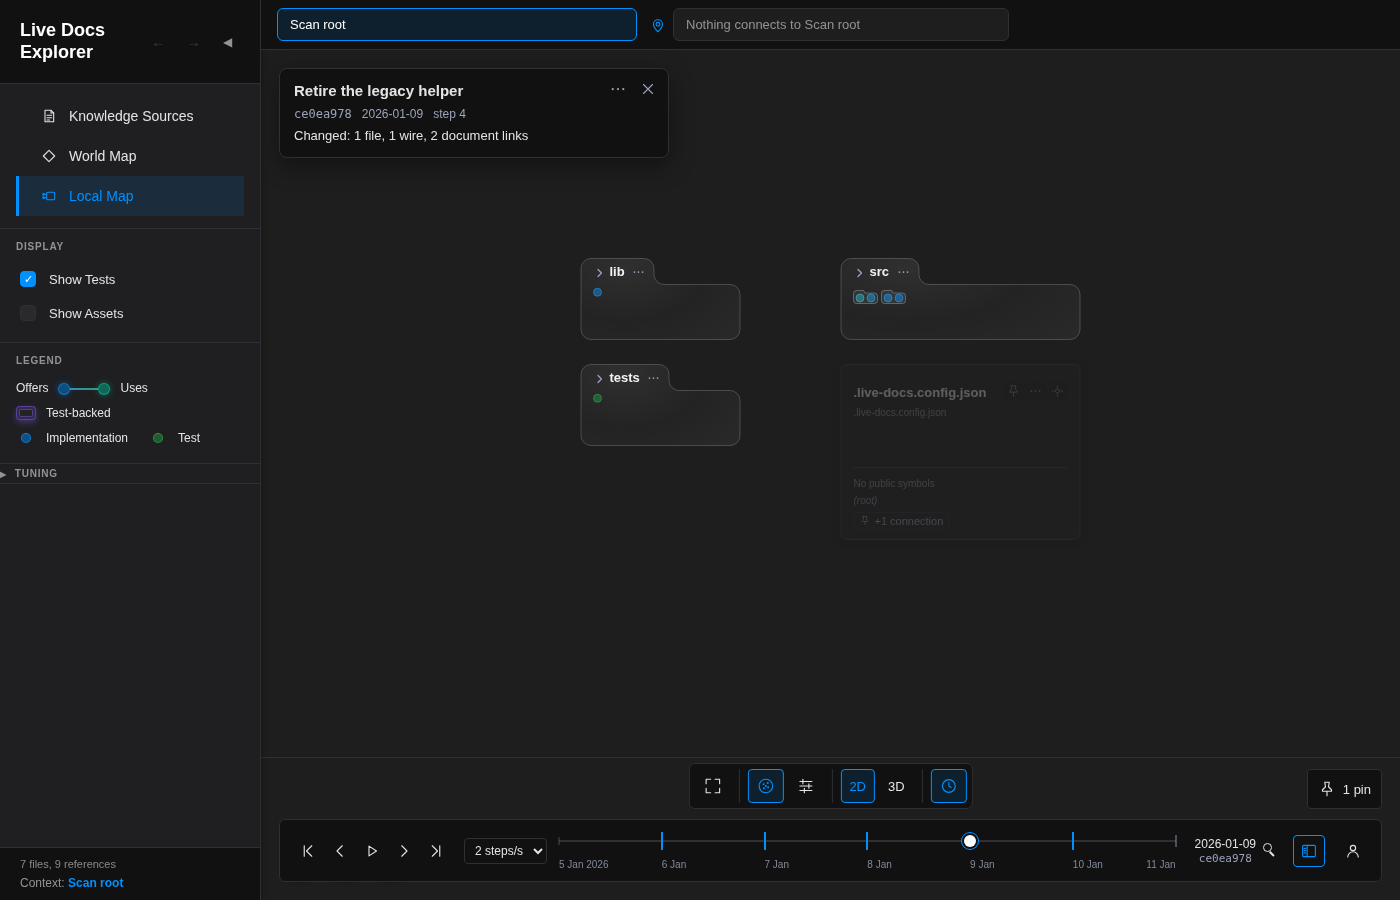 Live Docs
Explorer
Knowledge Sources
World Map
Local Map
DISPLAY
Show Tests
Show Assets
LEGEND
Offers
Uses
Test-backed
Implementation
Test
TUNING
7 files, 9 references
Context: Scan root
Scan root
Nothing connects to Scan root
Retire the legacy helper
ce0ea978 2026-01-09 step 4
Changed: 1 file, 1 wire, 2 document links
lib
src
tests
.live-docs.config.json
.live-docs.config.json
No public symbols
(root)
+1 connection
2D
3D
1 pin
2 steps/s
5 Jan 2026
6 Jan
7 Jan
8 Jan
9 Jan
10 Jan
11 Jan
2026-01-09
ce0ea978